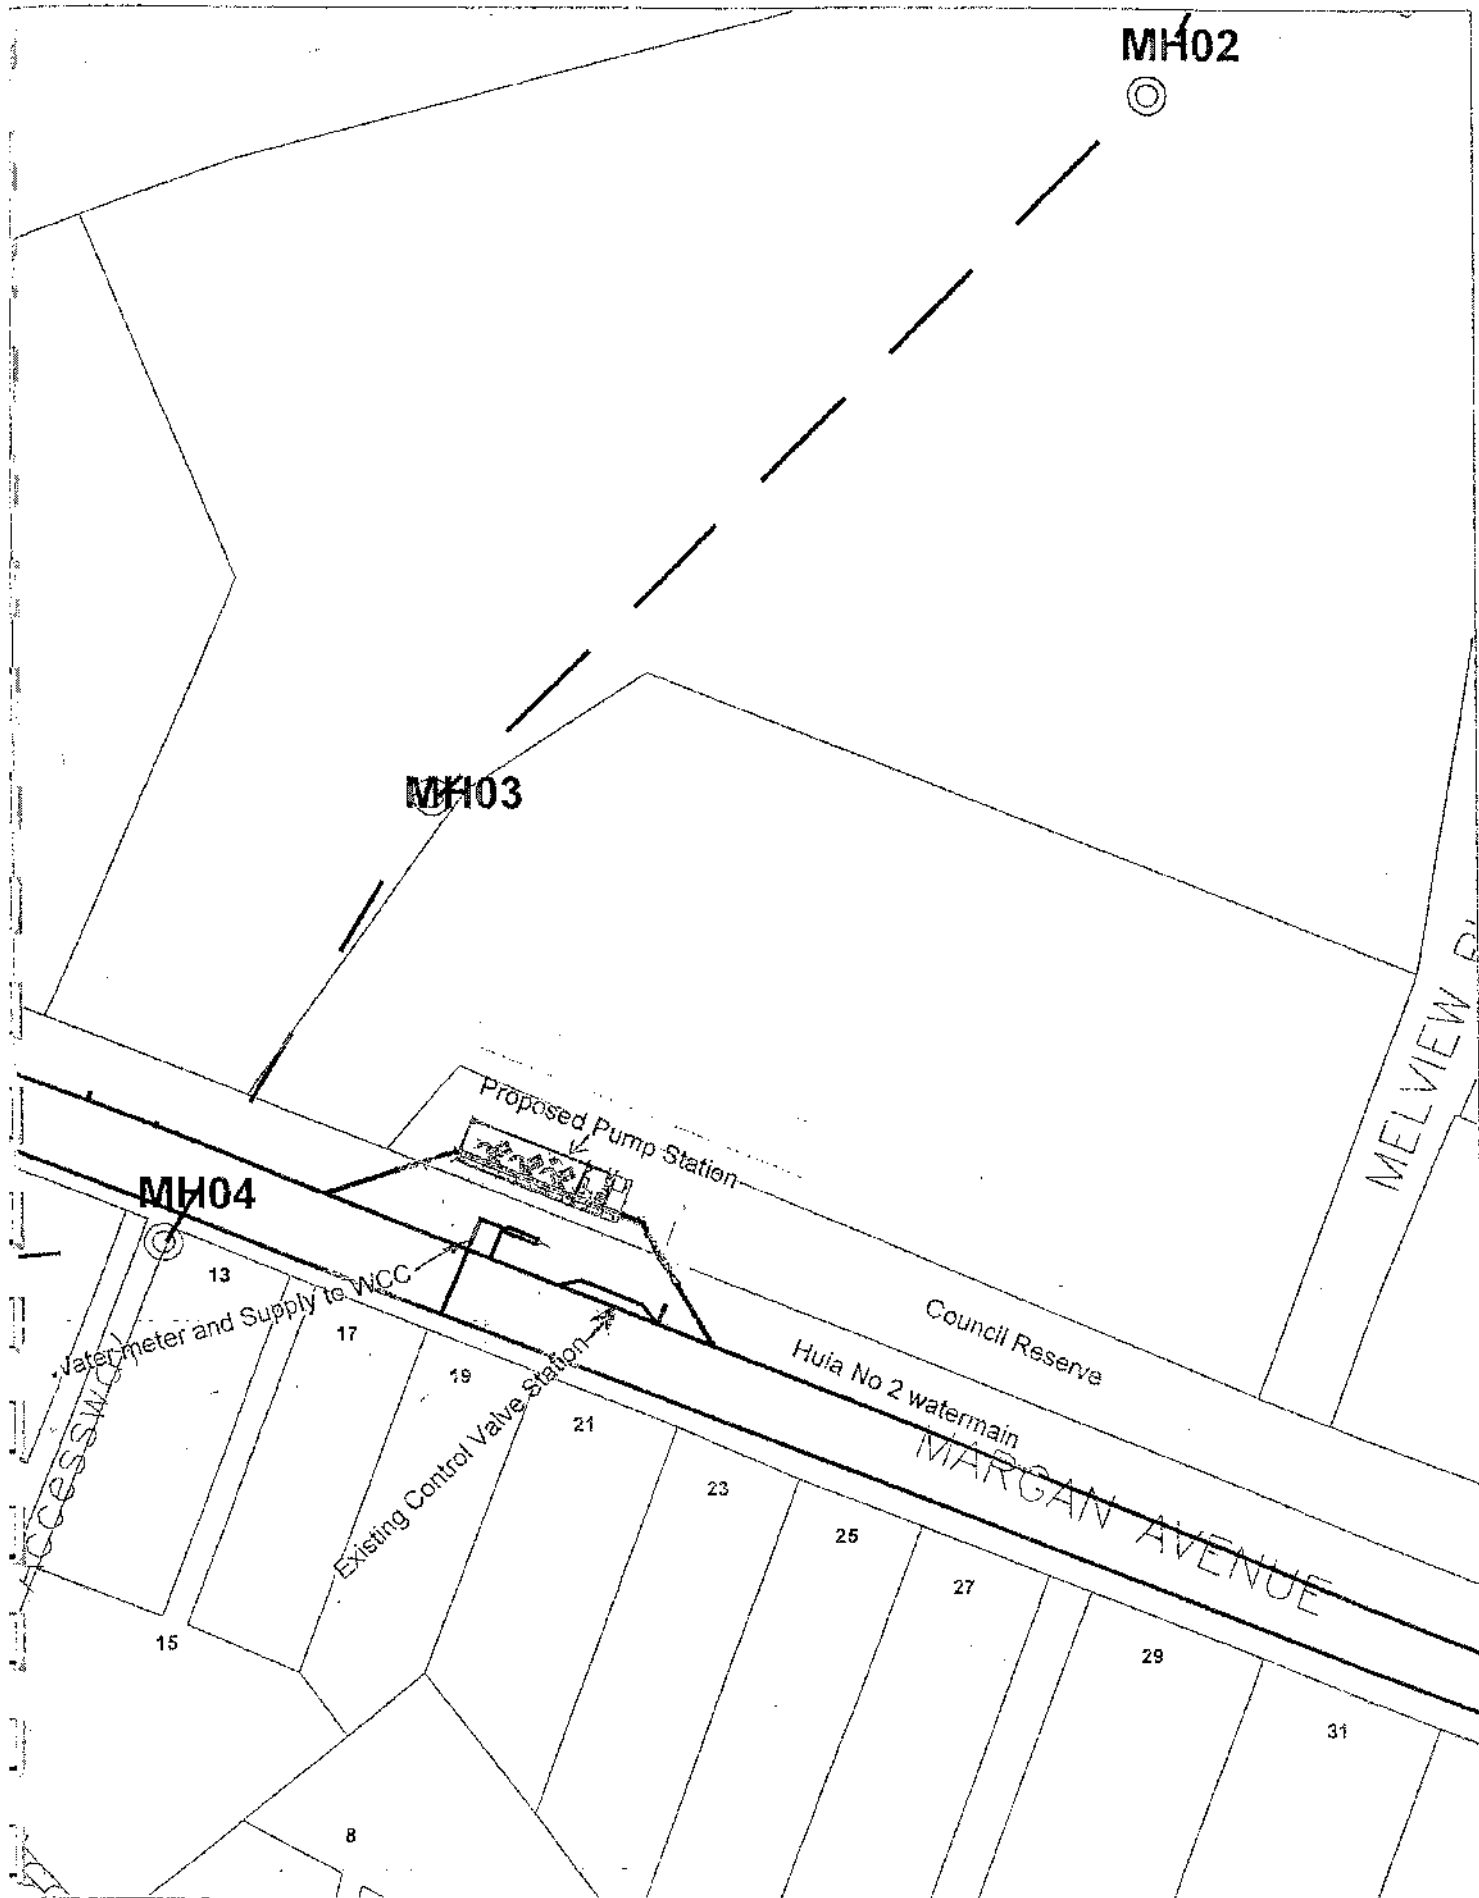 MH02
MH03
MELVIEW
Proposed Pump Station
MH04
13
Water meter and Supply to WCC
17
19
21
23
25
27
29
31
15
8
Existing Control Valve Station
Council Reserve
Huia No 2 watermain
MARGAN AVENUE